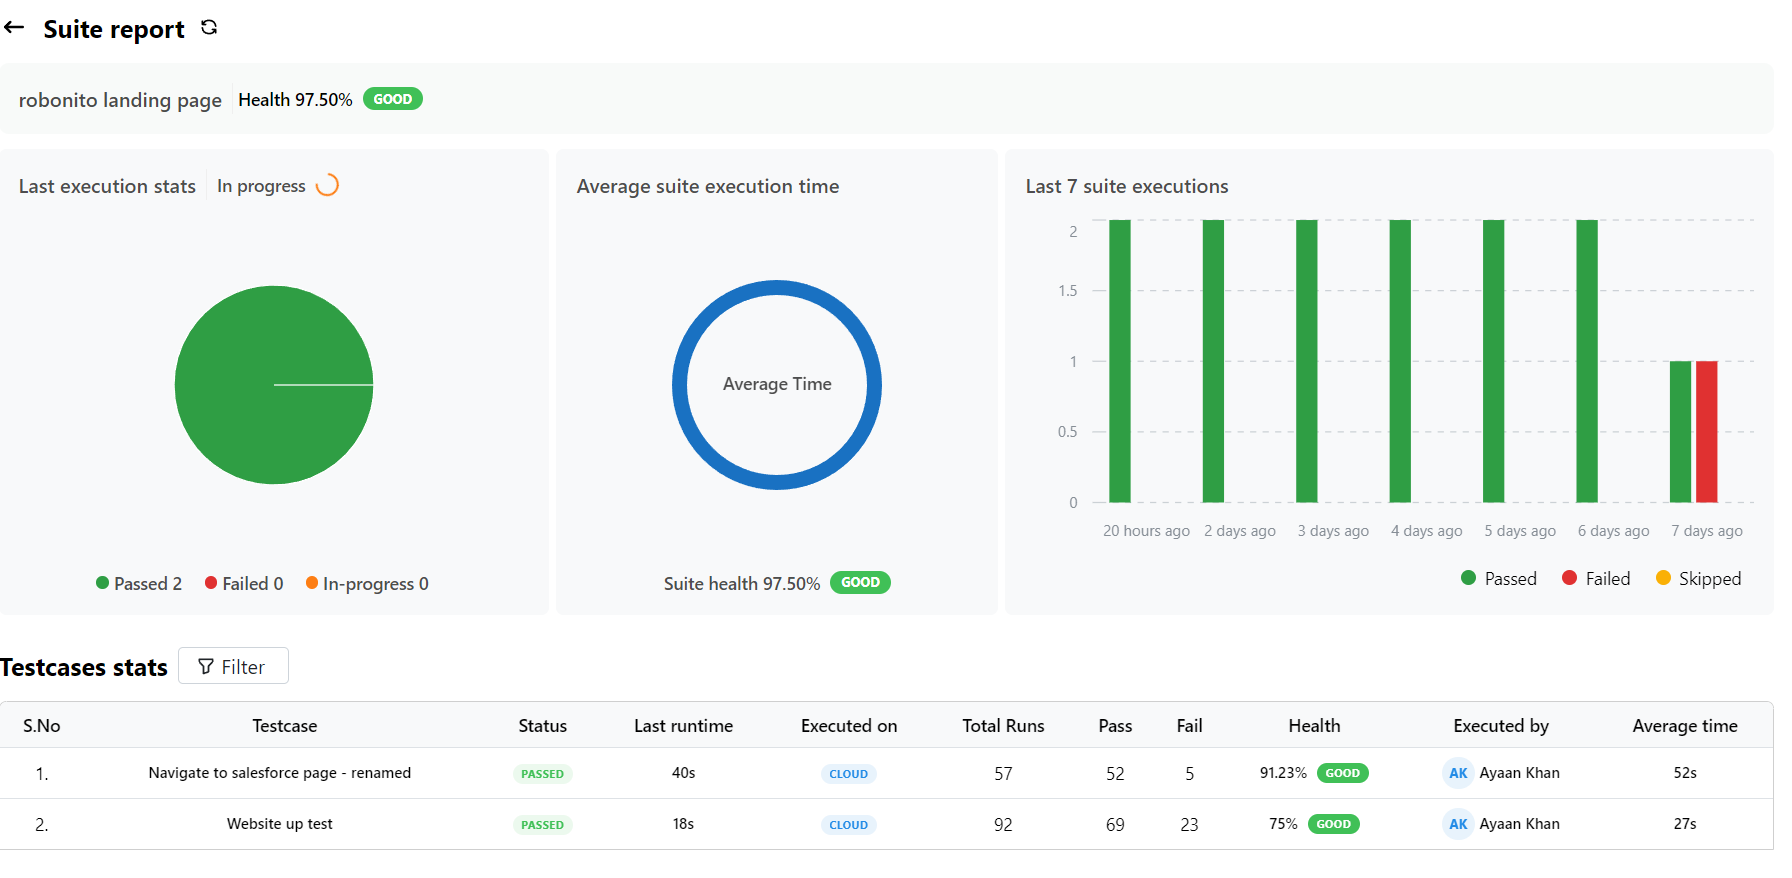 Suite report
robonito landing page Health 97.50% GOOD
Last execution stats In progress
Passed 2 Failed 0 In-progress 0
Average suite execution time
Average Time
Suite health 97.50% GOOD
Last 7 suite executions
2
1.5
1
0.5
0
20 hours ago 2 days ago 3 days ago 4 days ago 5 days ago 6 days ago 7 days ago
Passed Failed Skipped
Testcases stats Filter
S.No Testcase Status Last runtime Executed on Total Runs Pass Fail Health Executed by Average time
1. Navigate to salesforce page - renamed PASSED 40s CLOUD 57 52 5 91.23% GOOD AK Ayaan Khan 52s
2. Website up test PASSED 18s CLOUD 92 69 23 75% GOOD AK Ayaan Khan 27s